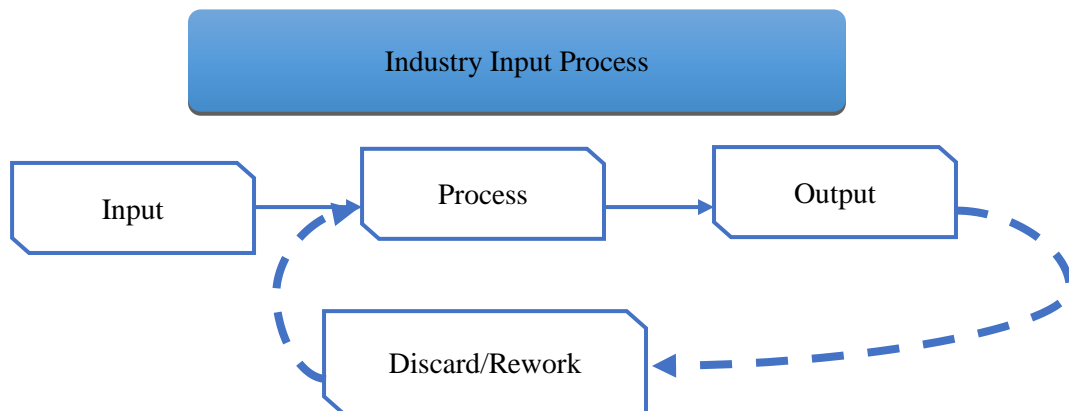 Industry Input Process
Input
Process
Output
Discard/Rework